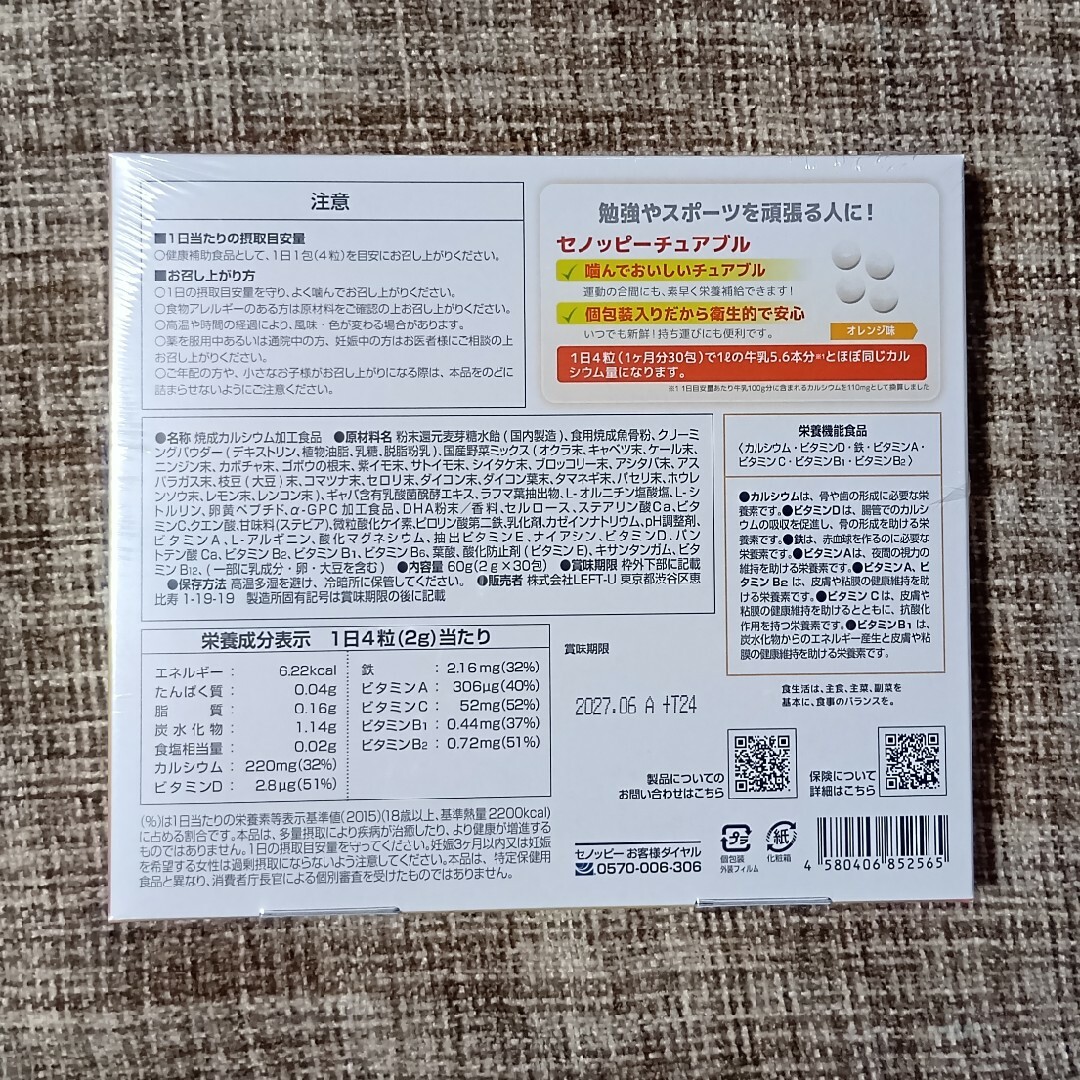 注意
■1日当たりの摂取目安量
○健康補助食品として、1日1包(4粒)を目安にお召し上がりください。
■お召し上がり方
○1日の摂取目安量を守り、よく噛んでお召し上がりください。
○食物アレルギーのある方は原材料をご確認の上お召し上がりください。
○高温や時間の経過により、風味・色が変わる場合があります。
○薬を服用中あるいは通院中の方、妊娠中の方はお医者様にご相談の上
お召し上がりください。
○ご年配の方や、小さなお子様がお召し上がりになる際は、本品をのどに
詰まらせないようにご注意ください。
勉強やスポーツを頑張る人に!
セノッピーチュアブル
噛んでおいしいチュアブル
運動の合間にも、素早く栄養補給できます!
個包装入りだから衛生的で安心
いつでも新鮮!持ち運びにも便利です。
オレンジ味
1日4粒(1ヶ月分30包)で1ℓの牛乳5.6本分※1とほぼ同じカル
シウム量になります。
※1 1日目安量あたり牛乳100g分に含まれるカルシウムを110mgとして換算しました
●名称 焼成カルシウム加工食品 ●原材料名 粉末還元麦芽糖水飴(国内製造)、食用焼成魚骨粉、クリーミ
ングパウダー(デキストリン、植物油脂、乳糖、脱脂粉乳)、国産野菜ミックス(オクラ末、キャベツ末、ケール末、
ニンジン末、カボチャ末、ゴボウの根末、紫イモ末、サトイモ末、シイタケ末、ブロッコリー末、アシタバ末、アス
パラガス末、枝豆(大豆)末、コマツナ末、セロリ末、ダイコン末、ダイコン葉末、タマネギ末、パセリ末、ホウレ
ンソウ末、レモン末、レンコン末)、ギャバ含有乳酸菌醗酵エキス、ラフマ葉抽出物、L-オルニチン塩酸塩、L-シ
トルリン、卵黄ペプチド、α-GPC加工食品、DHA粉末/香料、セルロース、ステアリン酸Ca、ビタ
ミンC、クエン酸、甘味料(ステビア)、微粒酸化ケイ素、ピロリン酸第二鉄、乳化剤、カゼインナトリウム、pH調整剤、
ビタミンA、L-アルギニン、酸化マグネシウム、抽出ビタミンE、ナイアシン、ビタミンD、パン
トテン酸Ca、ビタミンB2、ビタミンB1、ビタミンB6、葉酸、酸化防止剤(ビタミンE)、キサンタンガム、ビタ
ミンB12、(一部に乳成分・卵・大豆を含む) ●内容量 60g(2g×30包) ●賞味期限 枠外下部に記載
●保存方法 高温多湿を避け、冷暗所に保管してください。 ●販売者 株式会社LEFT-U 東京都渋谷区恵
比寿1-19-19 製造所固有記号は賞味期限の後に記載
栄養機能食品
〈カルシウム・ビタミンD・鉄・ビタミンA・
ビタミンC・ビタミンB1・ビタミンB2〉
●カルシウムは、骨や歯の形成に必要な栄
養素です。●ビタミンDは、腸管でのカル
シウムの吸収を促進し、骨の形成を助ける栄
養素です。●鉄は、赤血球を作るのに必要な
栄養素です。●ビタミンAは、夜間の視力の
維持を助ける栄養素です。●ビタミンA、ビ
タミンB2は、皮膚や粘膜の健康維持を助け
る栄養素です。●ビタミンCは、皮膚や粘
膜の健康維持を助けるとともに、抗酸化
作用を持つ栄養素です。●ビタミンB1は、
炭水化物からのエネルギー産生と皮膚や粘
膜の健康維持を助ける栄養素です。
食生活は、主食、主菜、副菜を
基本に、食事のバランスを。
栄養成分表示 1日4粒(2g)当たり
エネルギー: 6.22kcal
たんぱく質: 0.04g
脂質: 0.16g
炭水化物: 1.14g
食塩相当量: 0.02g
カルシウム: 220mg(32%)
ビタミンD: 2.8μg(51%)
鉄: 2.16mg(32%)
ビタミンA: 306μg(40%)
ビタミンC: 52mg(52%)
ビタミンB1: 0.44mg(37%)
ビタミンB2: 0.72mg(51%)
(%)は1日当たりの栄養素等表示基準値(2015)(18歳以上、基準熱量2200kcal)
に占める割合です。本品は、多量摂取により疾病が治癒したり、より健康が増進する
ものではありません。1日の摂取目安量を守ってください。妊娠3ヶ月以内又は妊娠
を希望する女性は過剰摂取にならないよう注意してください。本品は、特定保健用
食品と異なり、消費者庁長官による個別審査を受けたものではありません。
賞味期限
2027.06 A +T24
製品についての
お問い合わせはこちら
保険について
詳細はこちら
セノッピーお客様ダイヤル
0570-006-306
プラ
個包装
外装フィルム
紙
化粧箱
4 580406 852565